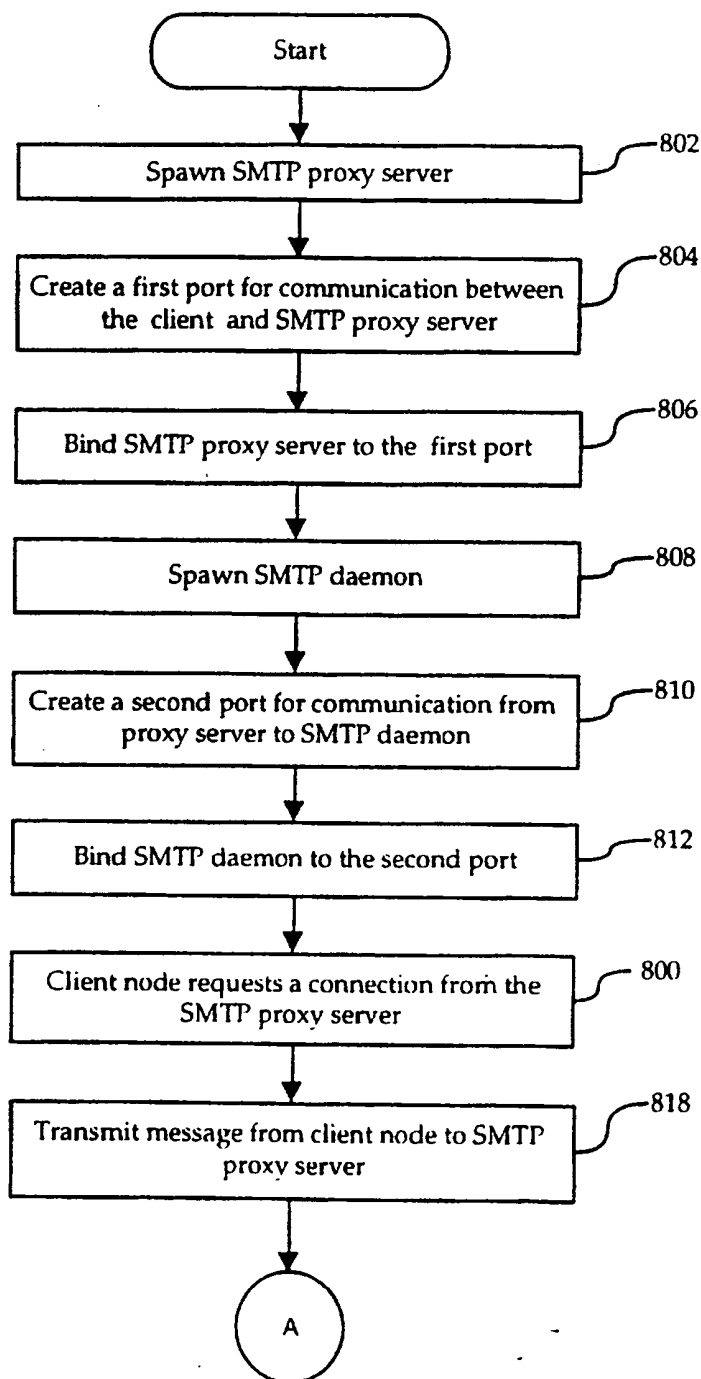 Start
802
Spawn SMTP proxy server
804
Create a first port for communication between
the client and SMTP proxy server
806
Bind SMTP proxy server to the first port
808
Spawn SMTP daemon
810
Create a second port for communication from
proxy server to SMTP daemon
812
Bind SMTP daemon to the second port
800
Client node requests a connection from the
SMTP proxy server
818
Transmit message from client node to SMTP
proxy server
A